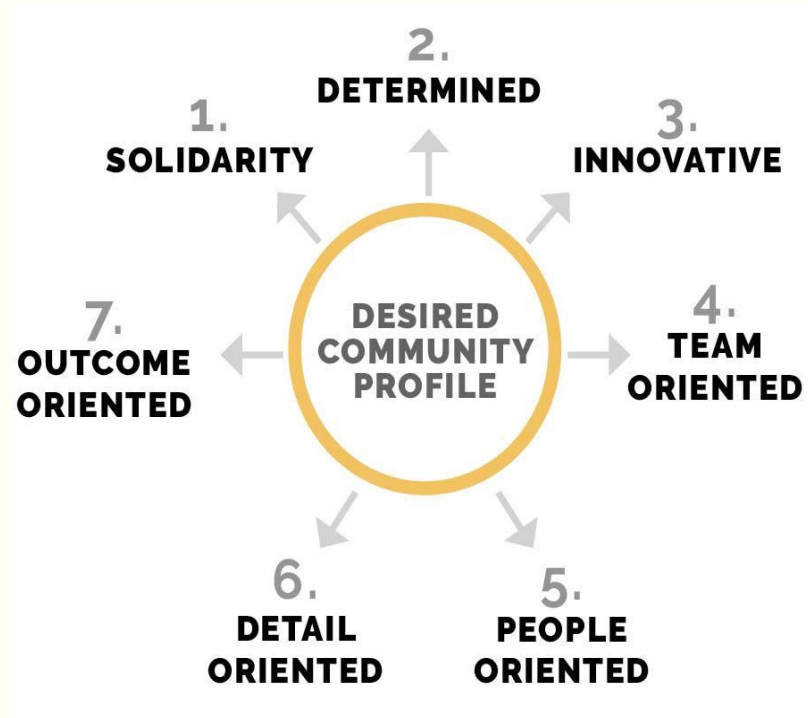 1.
SOLIDARITY
2.
DETERMINED
3.
INNOVATIVE
4.
TEAM
ORIENTED
5.
PEOPLE
ORIENTED
6.
DETAIL
ORIENTED
7.
OUTCOME
ORIENTED
DESIRED
COMMUNITY
PROFILE